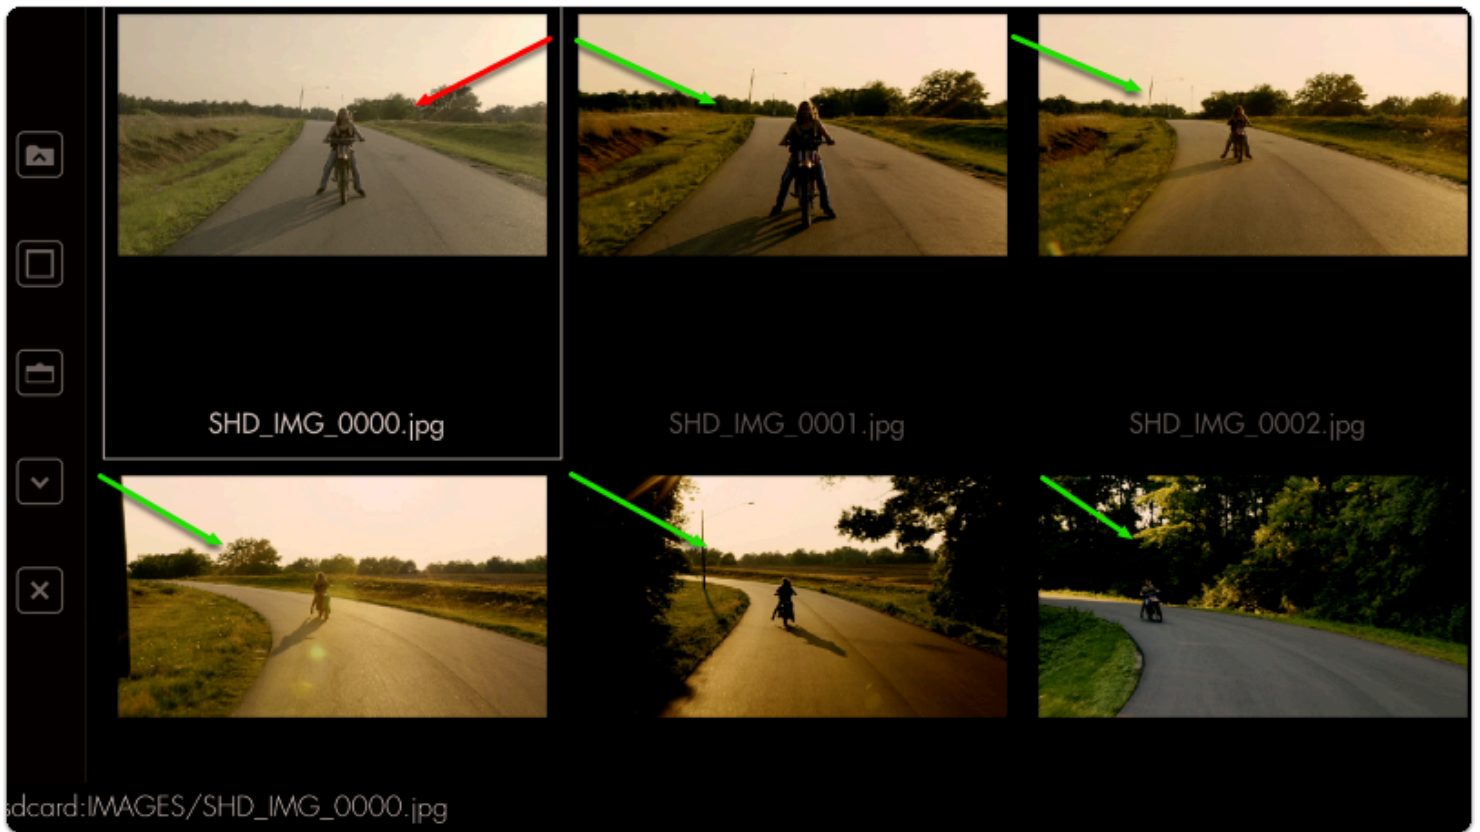 SHD_IMG_0000.jpg
SHD_IMG_0001.jpg
SHD_IMG_0002.jpg
sdcard:IMAGES/SHD_IMG_0000.jpg